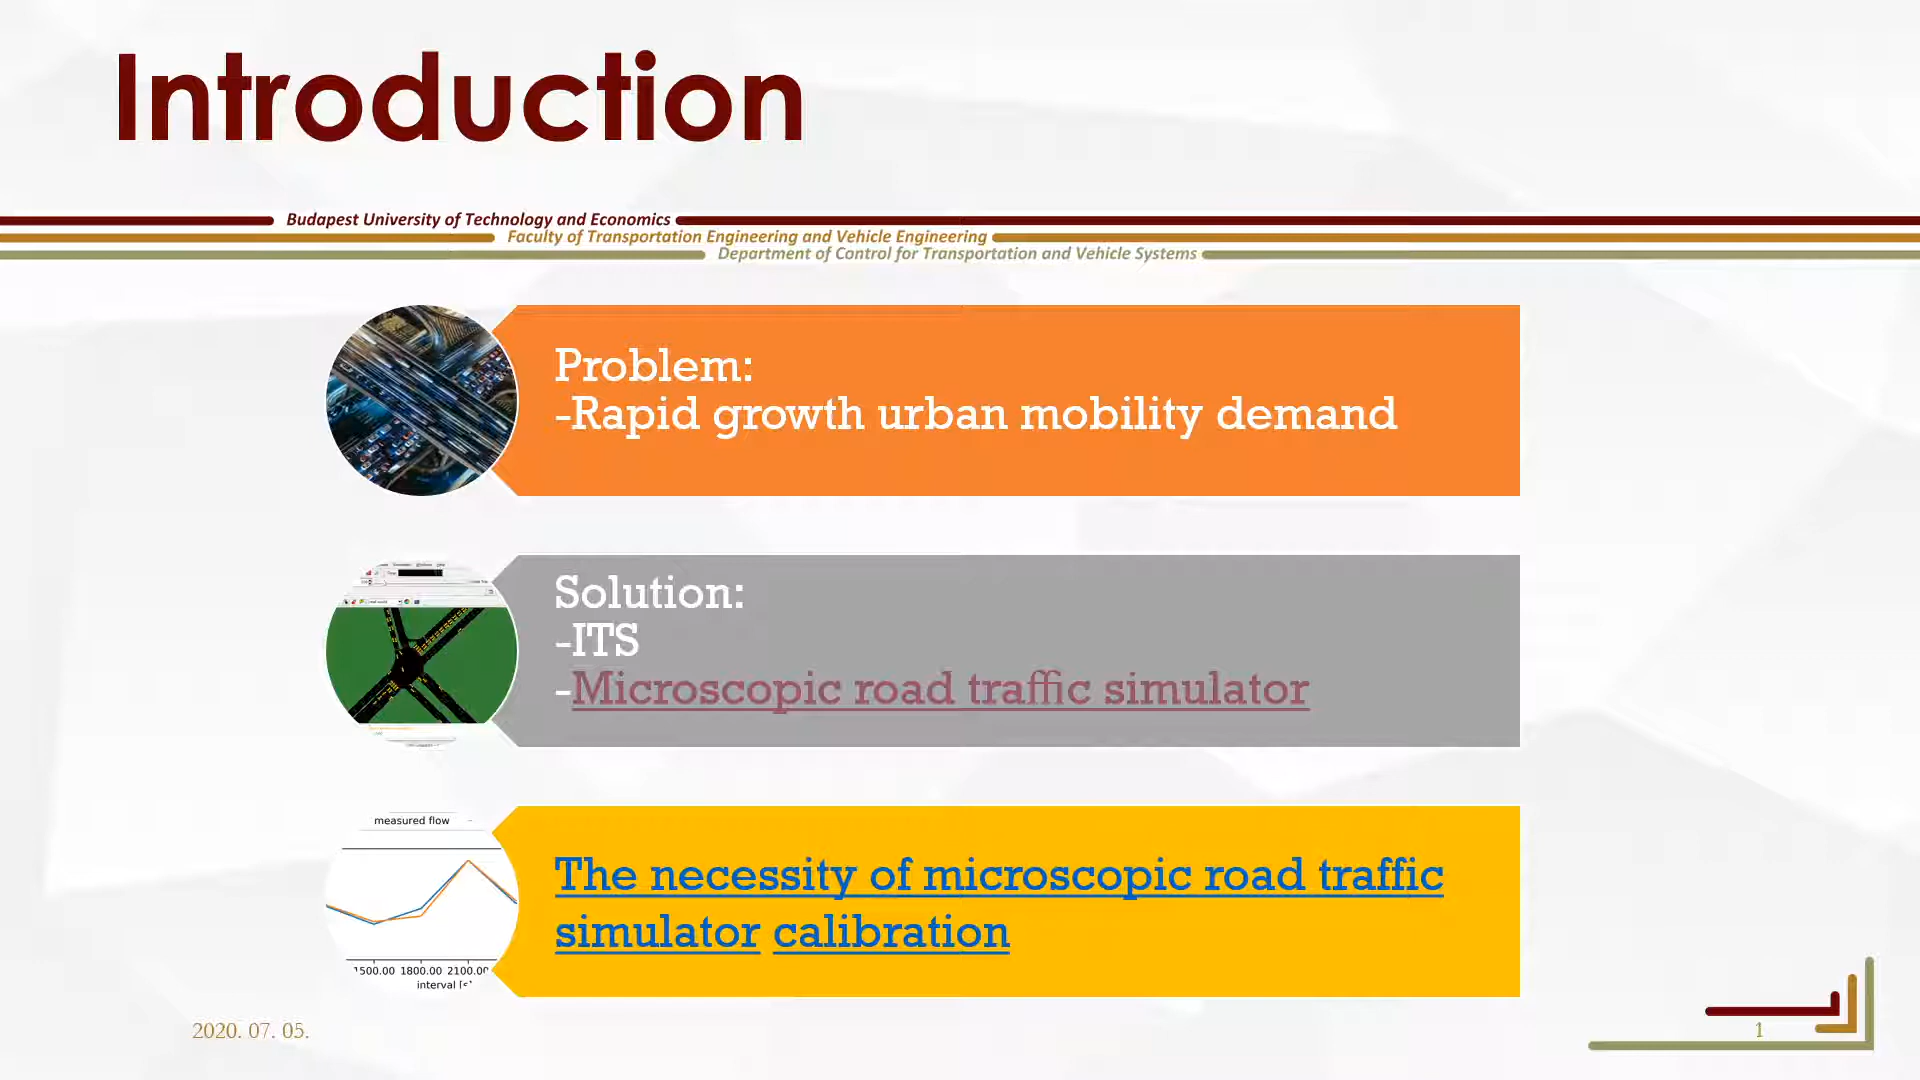 Introduction
Budapest University of Technology and Economics
Faculty of Transportation Engineering and Vehicle Engineering
Department of Control for Transportation and Vehicle Systems
Problem:
-Rapid growth urban mobility demand
Solution:
-ITS
-Microscopic road traffic simulator
measured flow
1500.00 1800.00 2100.00
interval [s]
The necessity of microscopic road traffic
simulator calibration
2020. 07. 05.
1